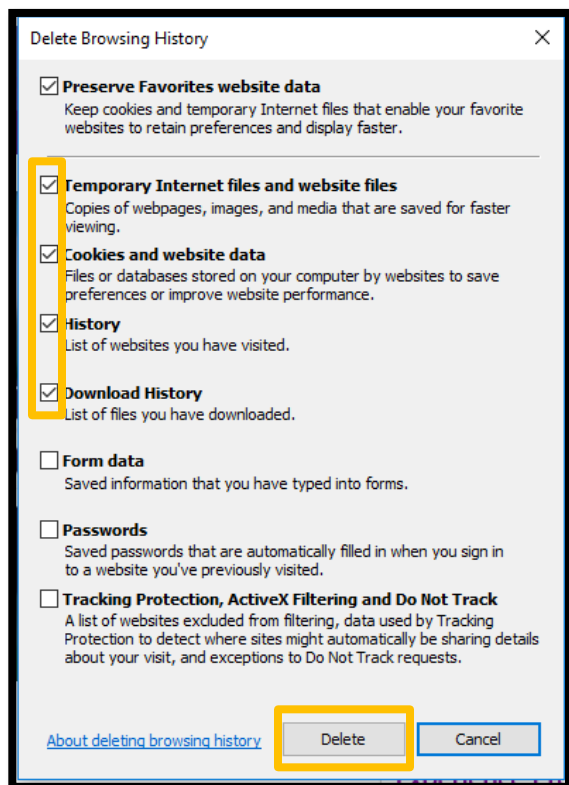 Delete Browsing History
Preserve Favorites website data
Keep cookies and temporary Internet files that enable your favorite
websites to retain preferences and display faster.
Temporary Internet files and website files
Copies of webpages, images, and media that are saved for faster
viewing.
Cookies and website data
Files or databases stored on your computer by websites to save
preferences or improve website performance.
History
List of websites you have visited.
Download History
List of files you have downloaded.
Form data
Saved information that you have typed into forms.
Passwords
Saved passwords that are automatically filled in when you sign in
to a website you've previously visited.
Tracking Protection, ActiveX Filtering and Do Not Track
A list of websites excluded from filtering, data used by Tracking
Protection to detect where sites might automatically be sharing details
about your visit, and exceptions to Do Not Track requests.
About deleting browsing history
Delete
Cancel